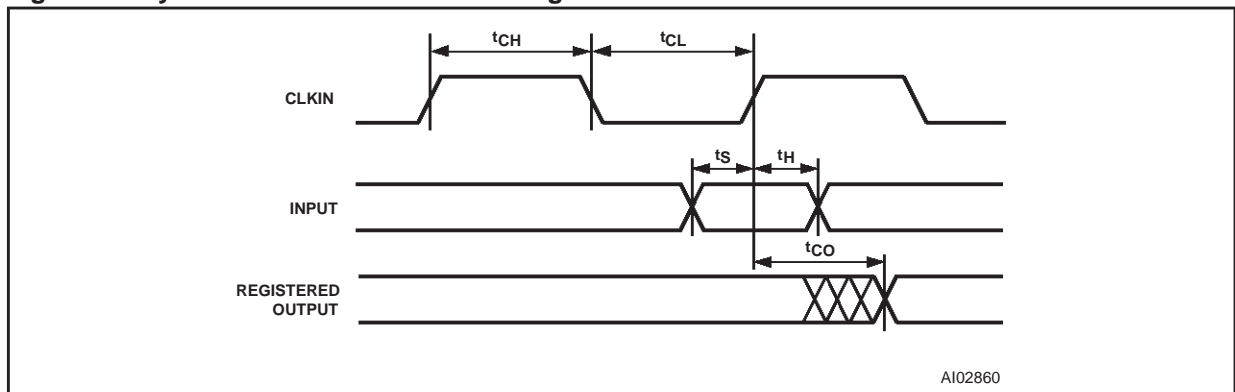 tCH
tCL
CLKIN
tS
tH
INPUT
tCO
REGISTERED
OUTPUT
AI02860